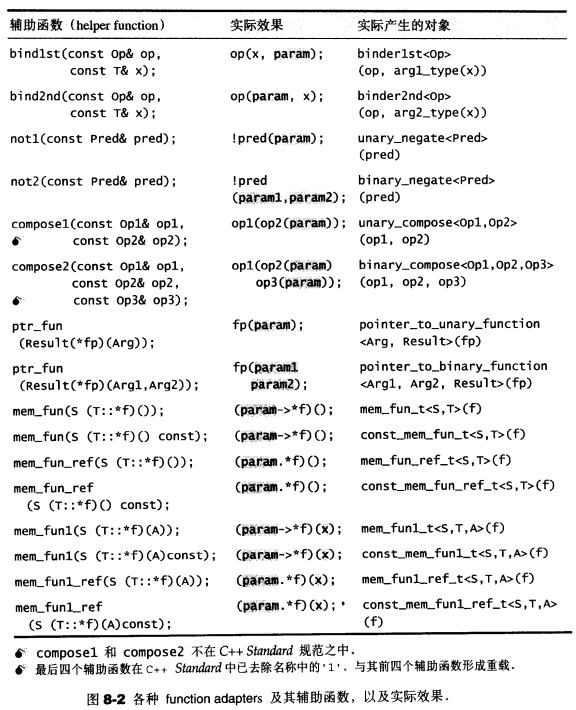 辅助函数（helper function） 实际效果 实际产生的对象
bind1st(const Op& op, op(x, param); binder1st<Op>
const T& x); (op, arg1_type(x))
bind2nd(const Op& op, op(param, x); binder2nd<Op>
const T& x); (op, arg2_type(x))
not1(const Pred& pred); !pred(param); unary_negate<Pred>
(pred)
not2(const Pred& pred); !pred binary_negate<Pred>
(param1,param2); (pred)
compose1(const Op1& op1, op1(op2(param)); unary_compose<Op1,Op2>
const Op2& op2); (op1, op2)
compose2(const Op1& op1, op1(op2(param) binary_compose<Op1,Op2,Op3>
const Op2& op2, op3(param)); (op1, op2, op3)
const Op3& op3);
ptr_fun fp(param); pointer_to_unary_function
(Result(*fp)(Arg)); <Arg, Result>(fp)
ptr_fun fp(param1 pointer_to_binary_function
(Result(*fp)(Arg1,Arg2)); param2); <Arg1, Arg2, Result>(fp)
mem_fun(S (T::*f)()); (param->*f)(); mem_fun_t<S,T>(f)
mem_fun(S (T::*f)() const); (param->*f)(); const_mem_fun_t<S,T>(f)
mem_fun_ref(S (T::*f)()); (param.*f)(); mem_fun_ref_t<S,T>(f)
mem_fun_ref (param.*f)(); const_mem_fun_ref_t<S,T>(f)
(S (T::*f)() const);
mem_fun1(S (T::*f)(A)); (param->*f)(x); mem_fun1_t<S,T,A>(f)
mem_fun1(S (T::*f)(A)const); (param->*f)(x); const_mem_fun1_t<S,T,A>(f)
mem_fun1_ref(S (T::*f)(A)); (param.*f)(x); mem_fun1_ref_t<S,T,A>(f)
mem_fun1_ref (param.*f)(x); const_mem_fun1_ref_t<S,T,A>
(S (T::*f)(A)const); (f)
compose1 和 compose2 不在 C++ Standard 规范之中.
最后四个辅助函数在 C++ Standard 中已去除名称中的'1'，与其前四个辅助函数形成重载.
图 8-2 各种 function adapters 及其辅助函数，以及实际效果.